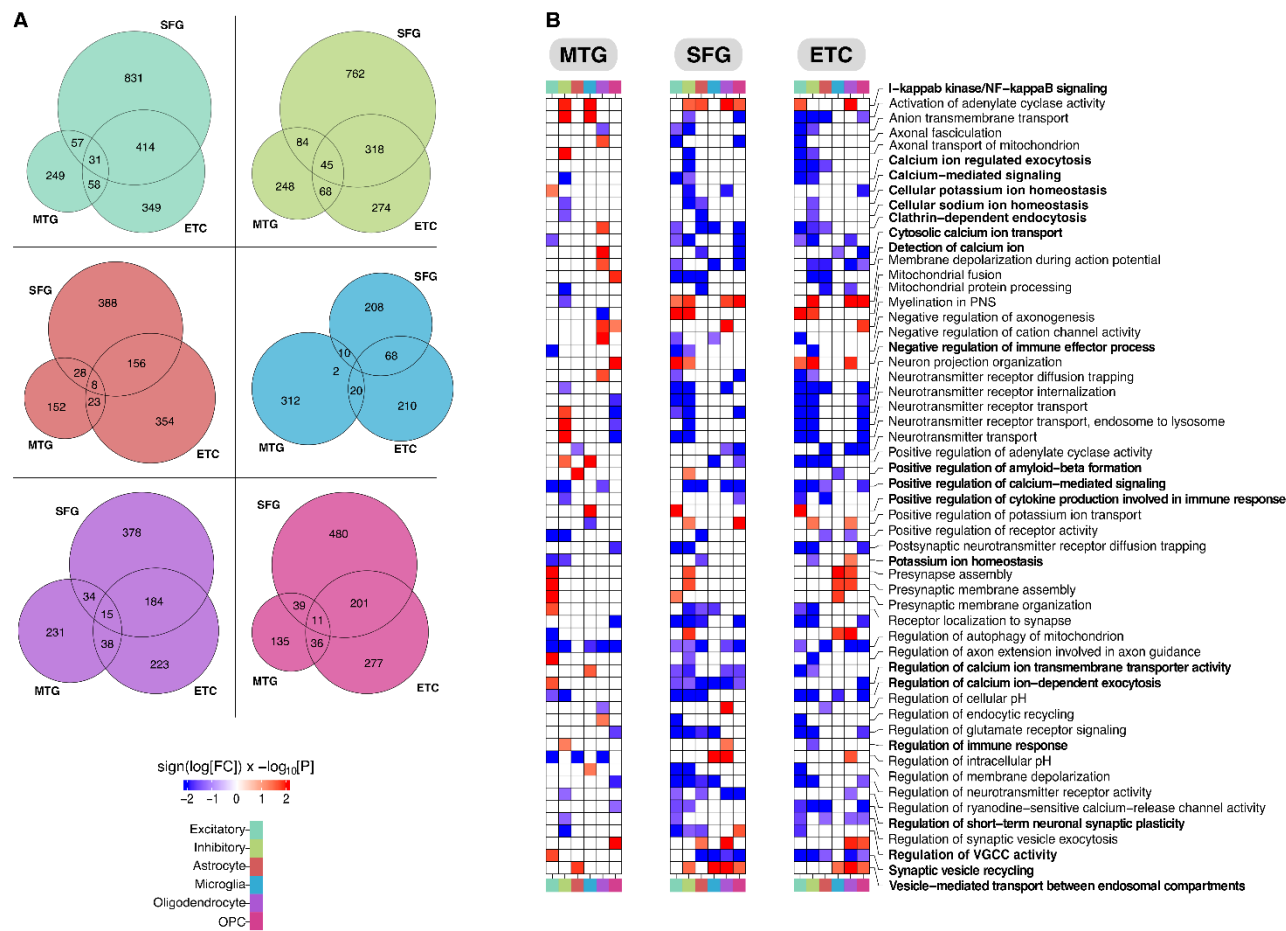 A
SFG
831
57
31
414
249
58
349
MTG
ETC
SFG
762
84
45
318
248
68
274
MTG
ETC
SFG
388
28
8
156
152
23
354
MTG
ETC
SFG
208
10
2
68
312
20
210
MTG
ETC
SFG
378
34
15
184
231
38
223
MTG
ETC
SFG
480
39
11
201
135
36
277
MTG
ETC
sign(log[FC]) x −log10[P]
−2 −1 0 1 2
Excitatory
Inhibitory
Astrocyte
Microglia
Oligodendrocyte
OPC
B
MTG SFG ETC
I−kappab kinase/NF−kappaB signaling
Activation of adenylate cyclase activity
Anion transmembrane transport
Axonal fasciculation
Axonal transport of mitochondrion
Calcium ion regulated exocytosis
Calcium−mediated signaling
Cellular potassium ion homeostasis
Cellular sodium ion homeostasis
Clathrin−dependent endocytosis
Cytosolic calcium ion transport
Detection of calcium ion
Membrane depolarization during action potential
Mitochondrial fusion
Mitochondrial protein processing
Myelination in PNS
Negative regulation of axonogenesis
Negative regulation of cation channel activity
Negative regulation of immune effector process
Neuron projection organization
Neurotransmitter receptor diffusion trapping
Neurotransmitter receptor internalization
Neurotransmitter receptor transport
Neurotransmitter receptor transport, endosome to lysosome
Neurotransmitter transport
Positive regulation of adenylate cyclase activity
Positive regulation of amyloid−beta formation
Positive regulation of calcium−mediated signaling
Positive regulation of cytokine production involved in immune response
Positive regulation of potassium ion transport
Positive regulation of receptor activity
Postsynaptic neurotransmitter receptor diffusion trapping
Potassium ion homeostasis
Presynapse assembly
Presynaptic membrane assembly
Presynaptic membrane organization
Receptor localization to synapse
Regulation of autophagy of mitochondrion
Regulation of axon extension involved in axon guidance
Regulation of calcium ion transmembrane transporter activity
Regulation of calcium ion−dependent exocytosis
Regulation of cellular pH
Regulation of endocytic recycling
Regulation of glutamate receptor signaling
Regulation of immune response
Regulation of intracellular pH
Regulation of membrane depolarization
Regulation of neurotransmitter receptor activity
Regulation of ryanodine−sensitive calcium−release channel activity
Regulation of short−term neuronal synaptic plasticity
Regulation of synaptic vesicle exocytosis
Regulation of VGCC activity
Synaptic vesicle recycling
Vesicle−mediated transport between endosomal compartments